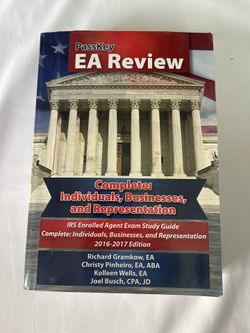 PassKey
EA Review
Complete:
Individuals, Businesses,
and Representation
IRS Enrolled Agent Exam Study Guide
Complete: Individuals, Businesses, and Representation
2016-2017 Edition
Richard Gramkow, EA
Christy Pinheiro, EA, ABA
Kolleen Wells, EA
Joel Busch, CPA, JD